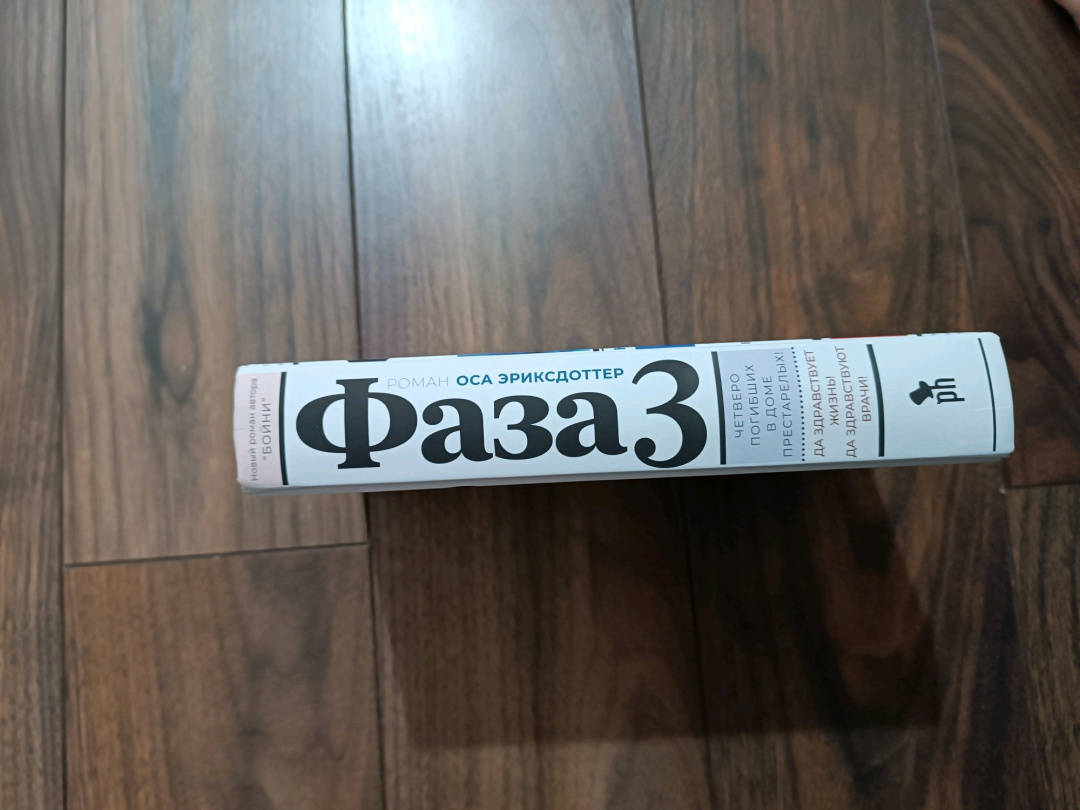 новый роман автора
"БОЙНИ"
РОМАН ОСА ЭРИКСДОТТЕР
Фаза 3
ЧЕТВЕРО
ПОГИБШИХ
В ДОМЕ
ПРЕСТАРЕЛЫХ!
ДА ЗДРАВСТВУЕТ
ЖИЗНЬ!
ДА ЗДРАВСТВУЮТ
ВРАЧИ!
ph